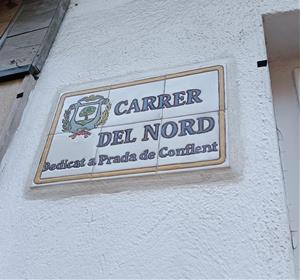 CARRER
DEL NORD
Dedicat a Prada de Conflent